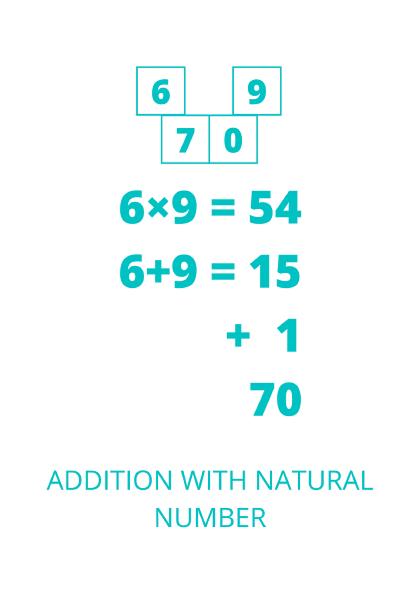 6 9
7 0
6×9 = 54
6+9 = 15
+ 1
70
ADDITION WITH NATURAL
NUMBER